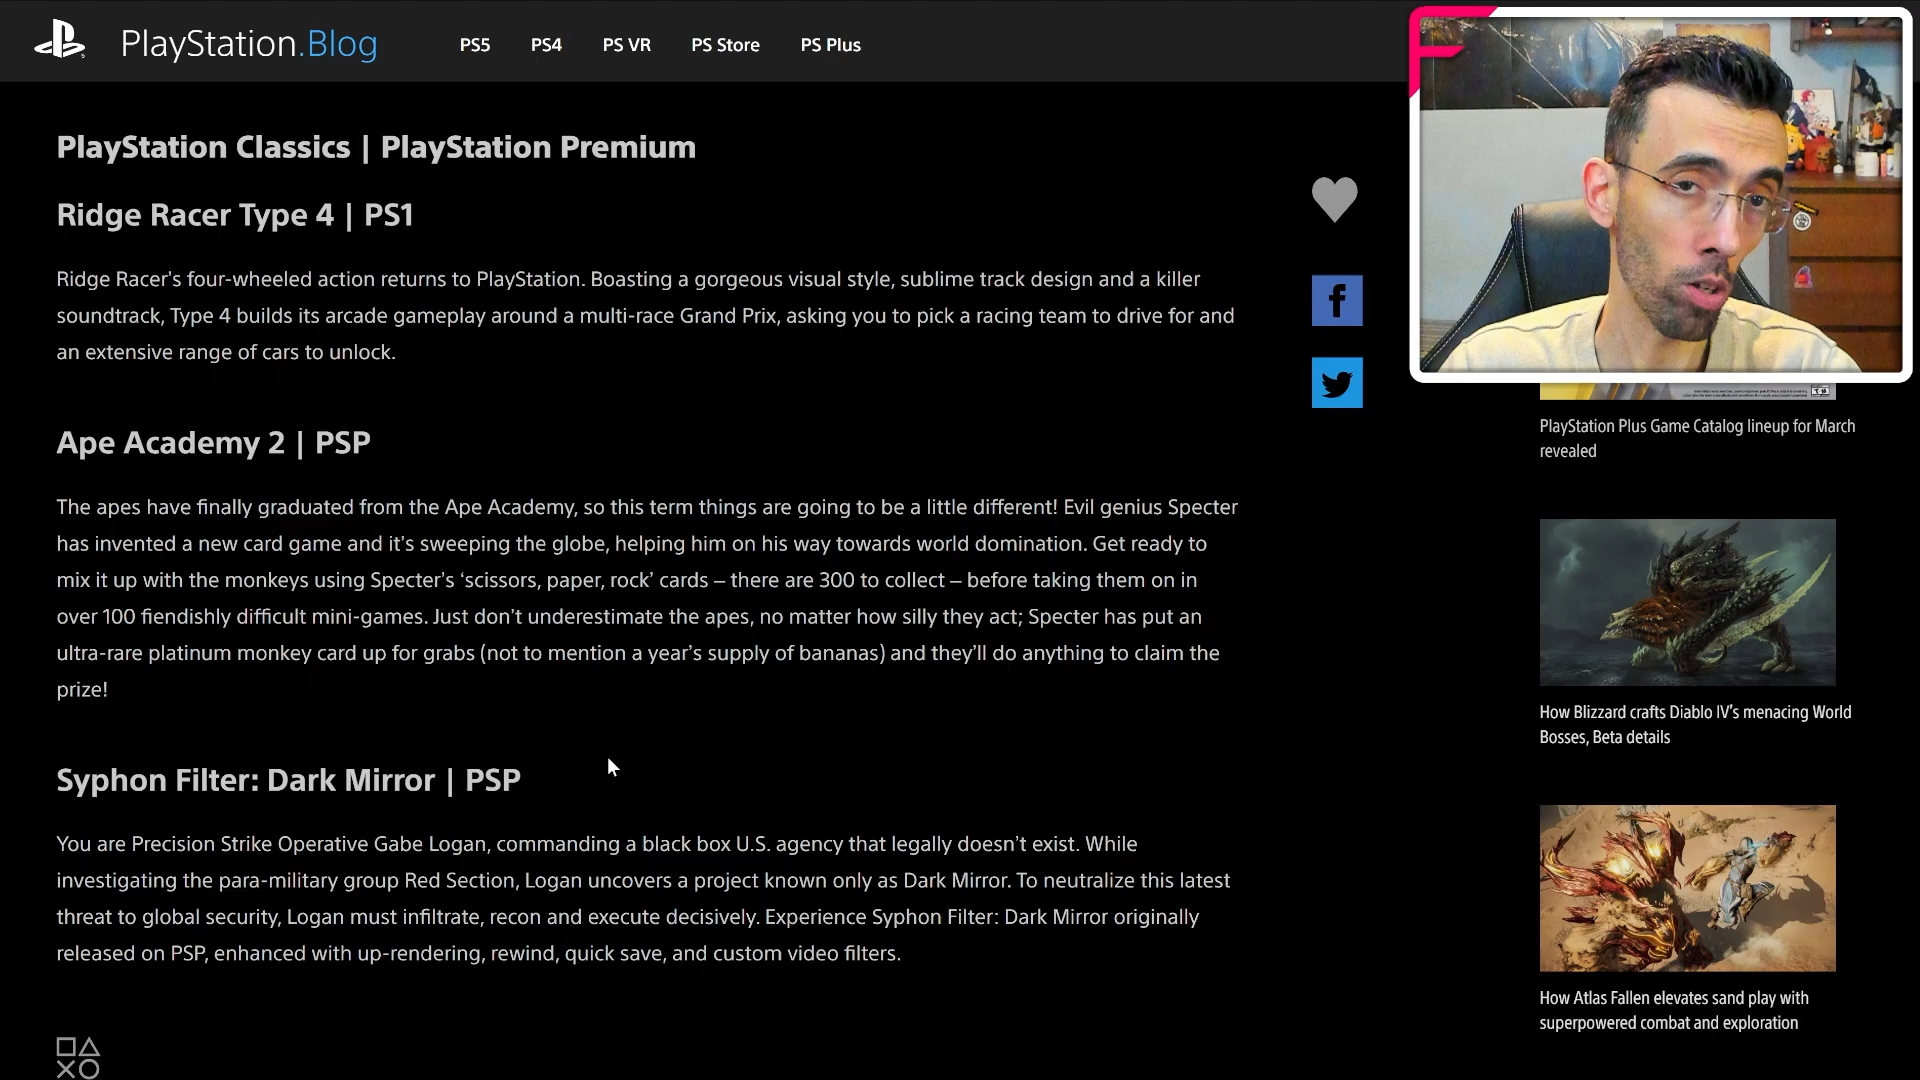 PlayStation.Blog
PS5
PS4
PS VR
PS Store
PS Plus
PlayStation Classics | PlayStation Premium
Ridge Racer Type 4 | PS1
Ridge Racer’s four-wheeled action returns to PlayStation. Boasting a gorgeous visual style, sublime track design and a killer
soundtrack, Type 4 builds its arcade gameplay around a multi-race Grand Prix, asking you to pick a racing team to drive for and
an extensive range of cars to unlock.
Ape Academy 2 | PSP
The apes have finally graduated from the Ape Academy, so this term things are going to be a little different! Evil genius Specter
has invented a new card game and it’s sweeping the globe, helping him on his way towards world domination. Get ready to
mix it up with the monkeys using Specter’s ‘scissors, paper, rock’ cards – there are 300 to collect – before taking them on in
over 100 fiendishly difficult mini-games. Just don’t underestimate the apes, no matter how silly they act; Specter has put an
ultra-rare platinum monkey card up for grabs (not to mention a year’s supply of bananas) and they’ll do anything to claim the
prize!
Syphon Filter: Dark Mirror | PSP
You are Precision Strike Operative Gabe Logan, commanding a black box U.S. agency that legally doesn’t exist. While
investigating the para-military group Red Section, Logan uncovers a project known only as Dark Mirror. To neutralize this latest
threat to global security, Logan must infiltrate, recon and execute decisively. Experience Syphon Filter: Dark Mirror originally
released on PSP, enhanced with up-rendering, rewind, quick save, and custom video filters.
PlayStation Plus Game Catalog lineup for March
revealed
How Blizzard crafts Diablo IV’s menacing World
Bosses, Beta details
How Atlas Fallen elevates sand play with
superpowered combat and exploration